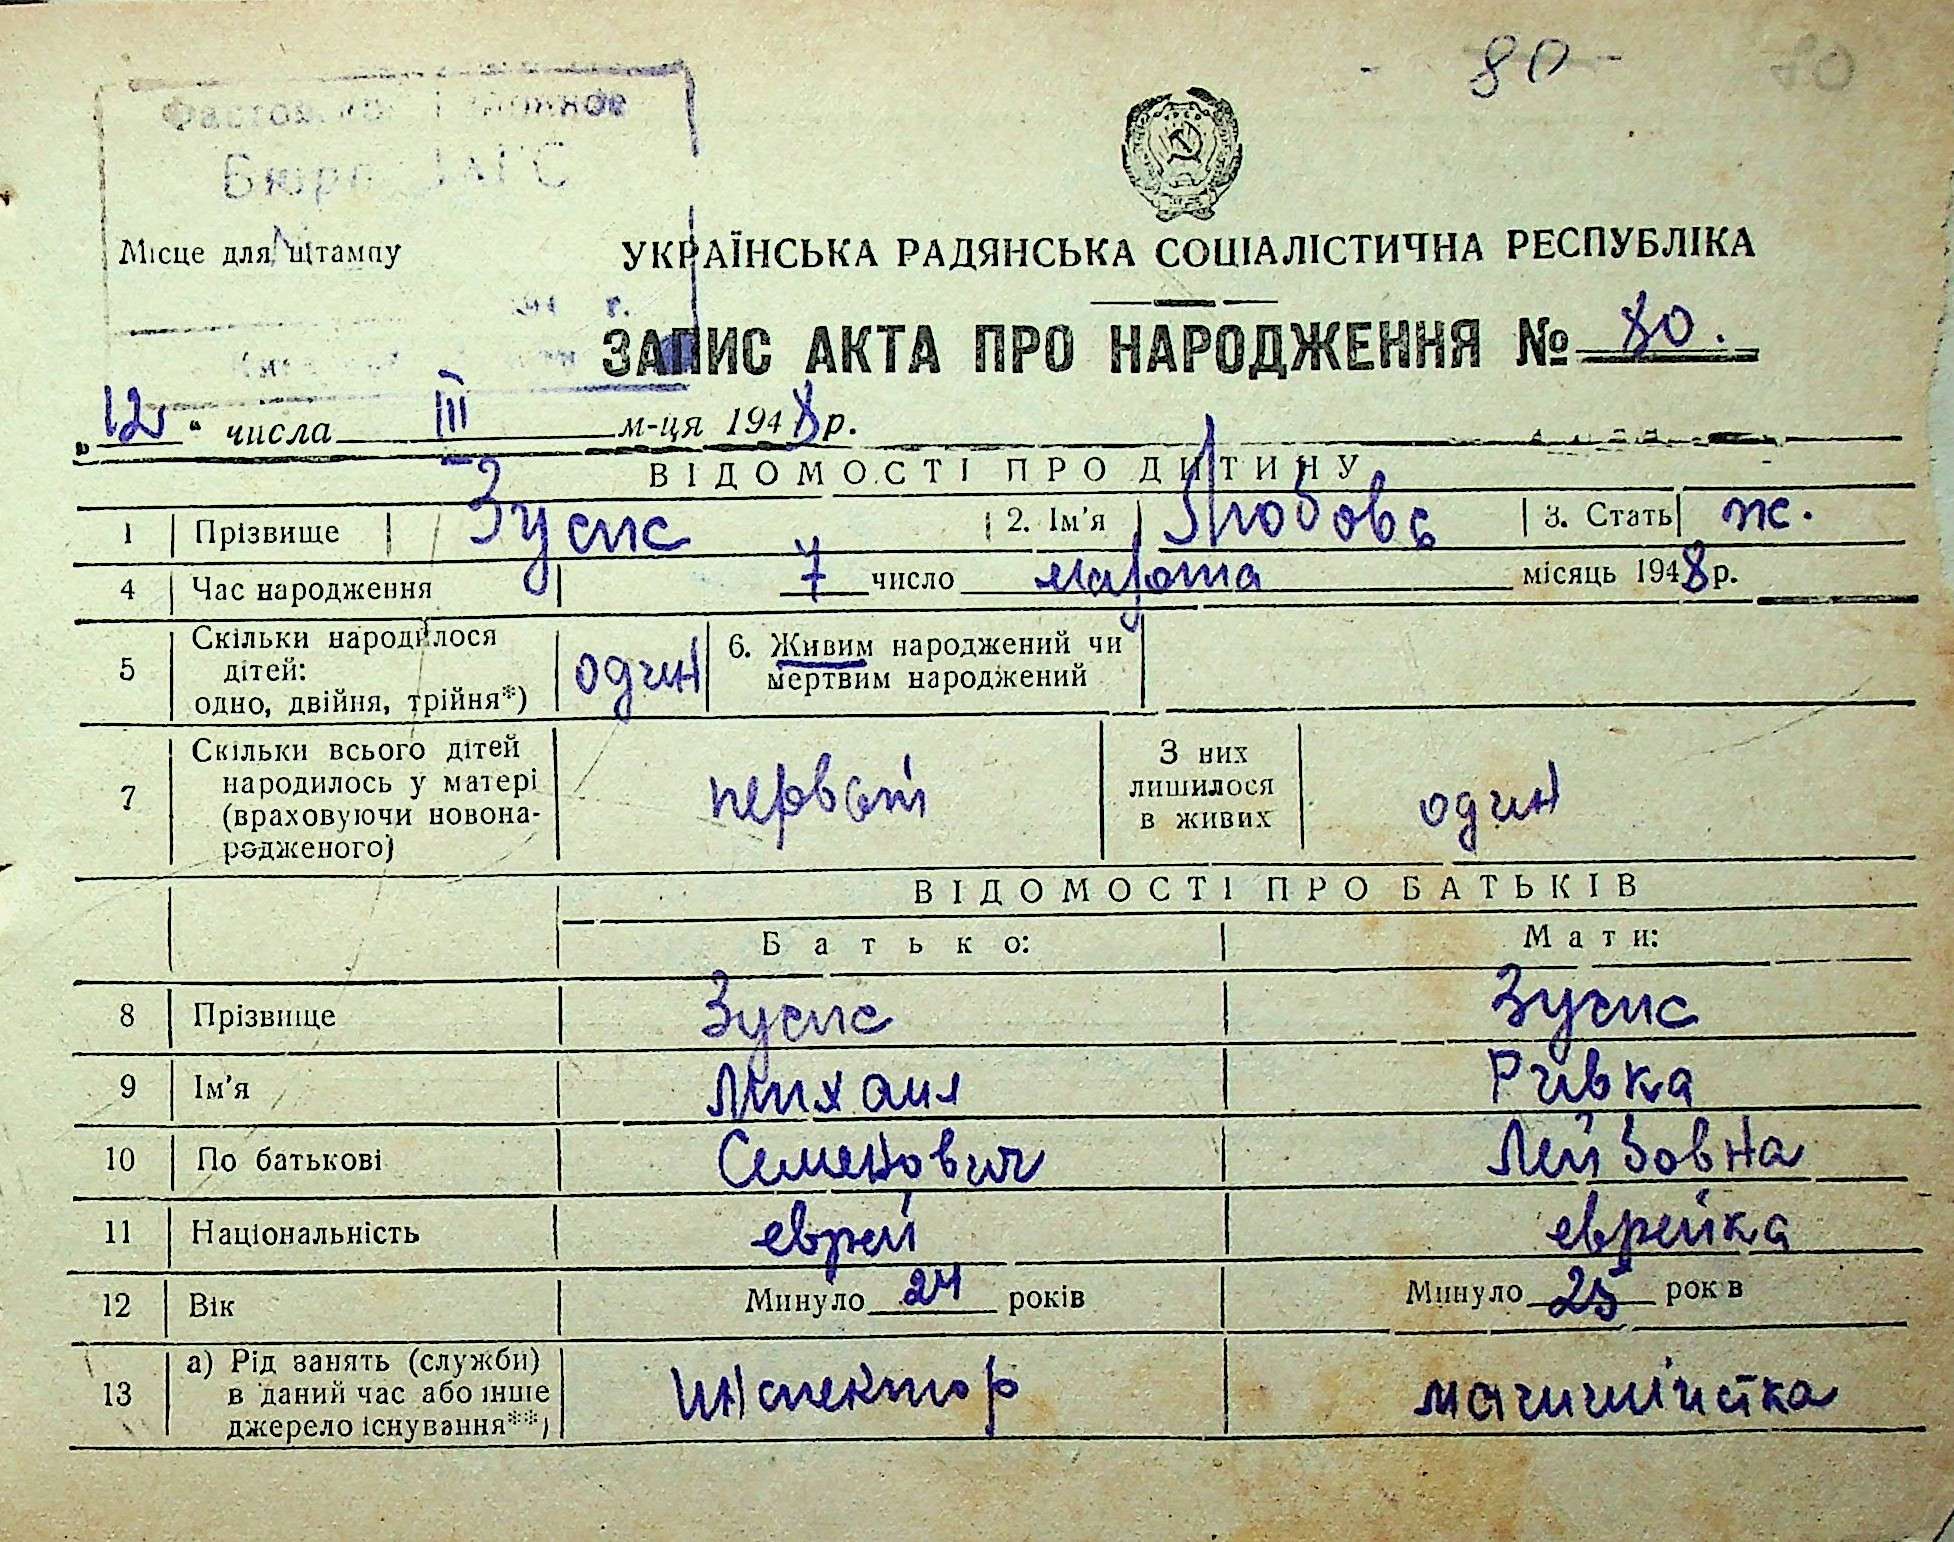 - 80 -
Бюро ЗАГС
Місце для штампу
УКРАЇНСЬКА РАДЯНСЬКА СОЦІАЛІСТИЧНА РЕСПУБЛІКА
г.
ЗАПИС АКТА ПРО НАРОДЖЕННЯ № 80.
„12“ числа III м-ця 1948 р.
ВІДОМОСТІ ПРО ДИТИНУ
1 Прізвище Зусис 2. Ім'я Любовь 3. Стать ж.
4 Час народження 7 число марта місяць 1948 р.
5 Скільки народилося дітей: одно, двійня, трійня*) один 6. Живим народжений чи мертвим народжений
7 Скільки всього дітей народилось у матері (враховуючи новонародженого) первый З них лишилося в живих один
ВІДОМОСТІ ПРО БАТЬКІВ
Батько: Мати:
8 Прізвище Зусис Зусис
9 Ім'я Михаил Ривка
10 По батькові Семенович Лейбовна
11 Національність еврей еврейка
12 Вік Минуло 24 років Минуло 25 рок в
13 а) Рід занять (служби) в даний час або інше джерело існування**) инспектор машиністка